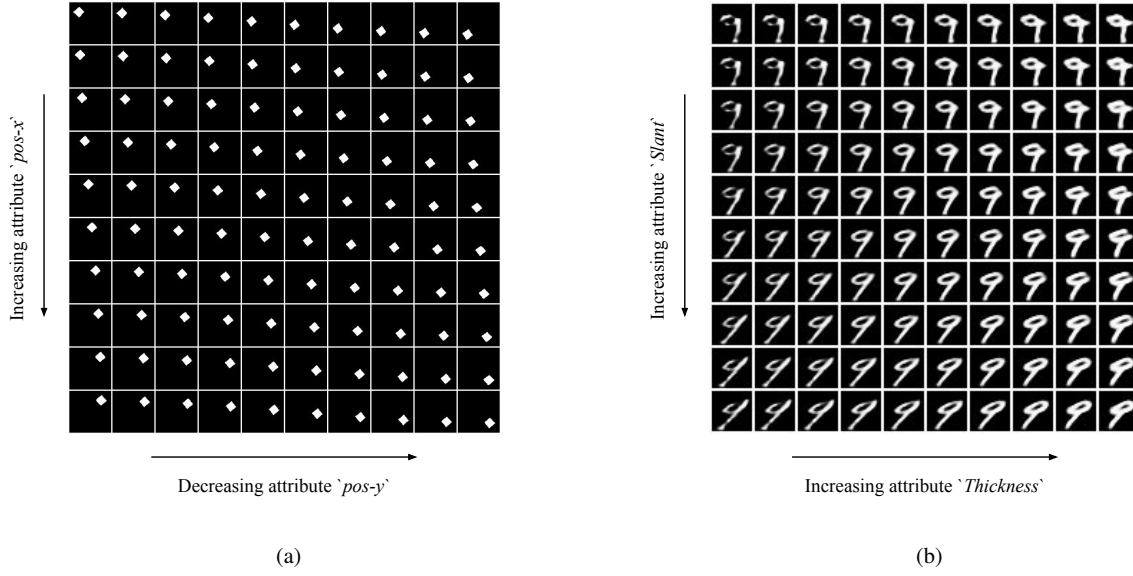 Increasing attribute `pos-x`
Decreasing attribute `pos-y`
(a)
Increasing attribute `Slant`
Increasing attribute `Thickness`
(b)